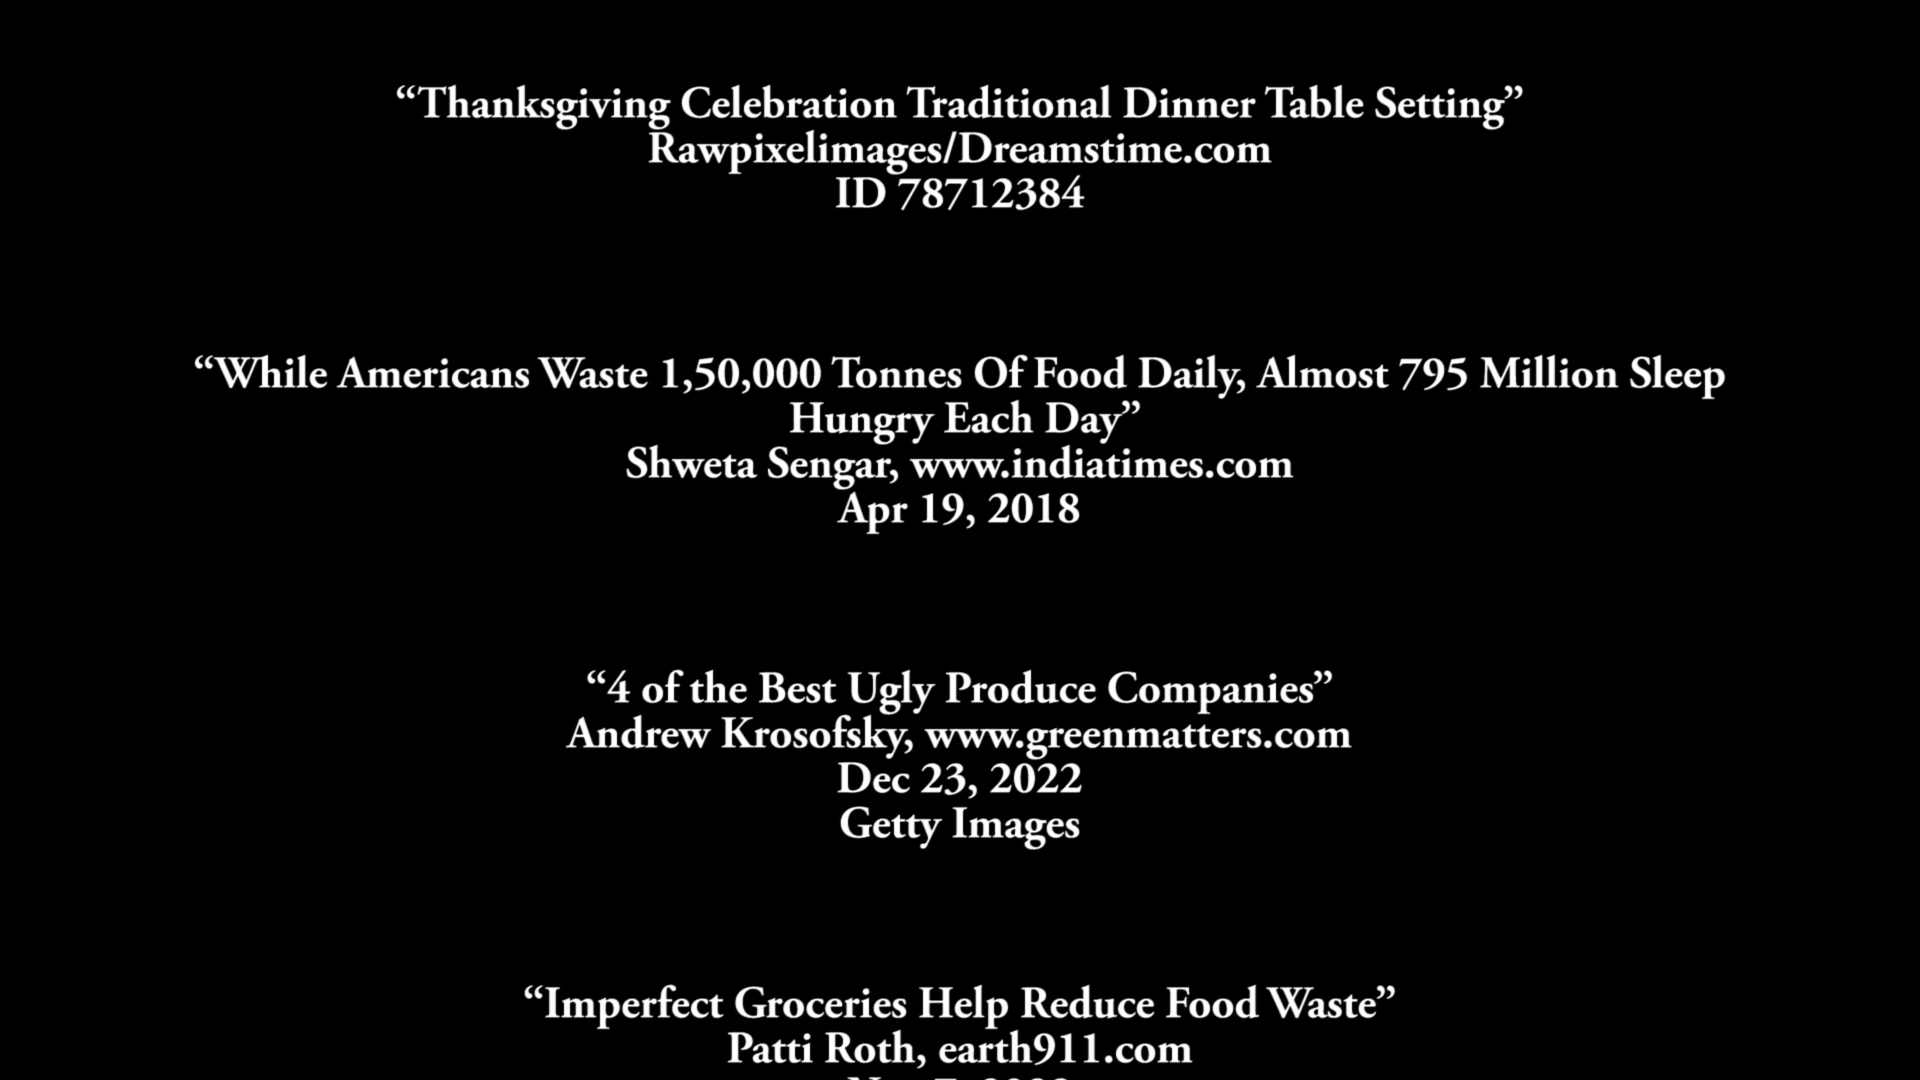 “Thanksgiving Celebration Traditional Dinner Table Setting”
Rawpixelimages/Dreamstime.com
ID 78712384
“While Americans Waste 1,50,000 Tonnes Of Food Daily, Almost 795 Million Sleep
Hungry Each Day”
Shweta Sengar, www.indiatimes.com
Apr 19, 2018
“4 of the Best Ugly Produce Companies”
Andrew Krosofsky, www.greenmatters.com
Dec 23, 2022
Getty Images
“Imperfect Groceries Help Reduce Food Waste”
Patti Roth, earth911.com